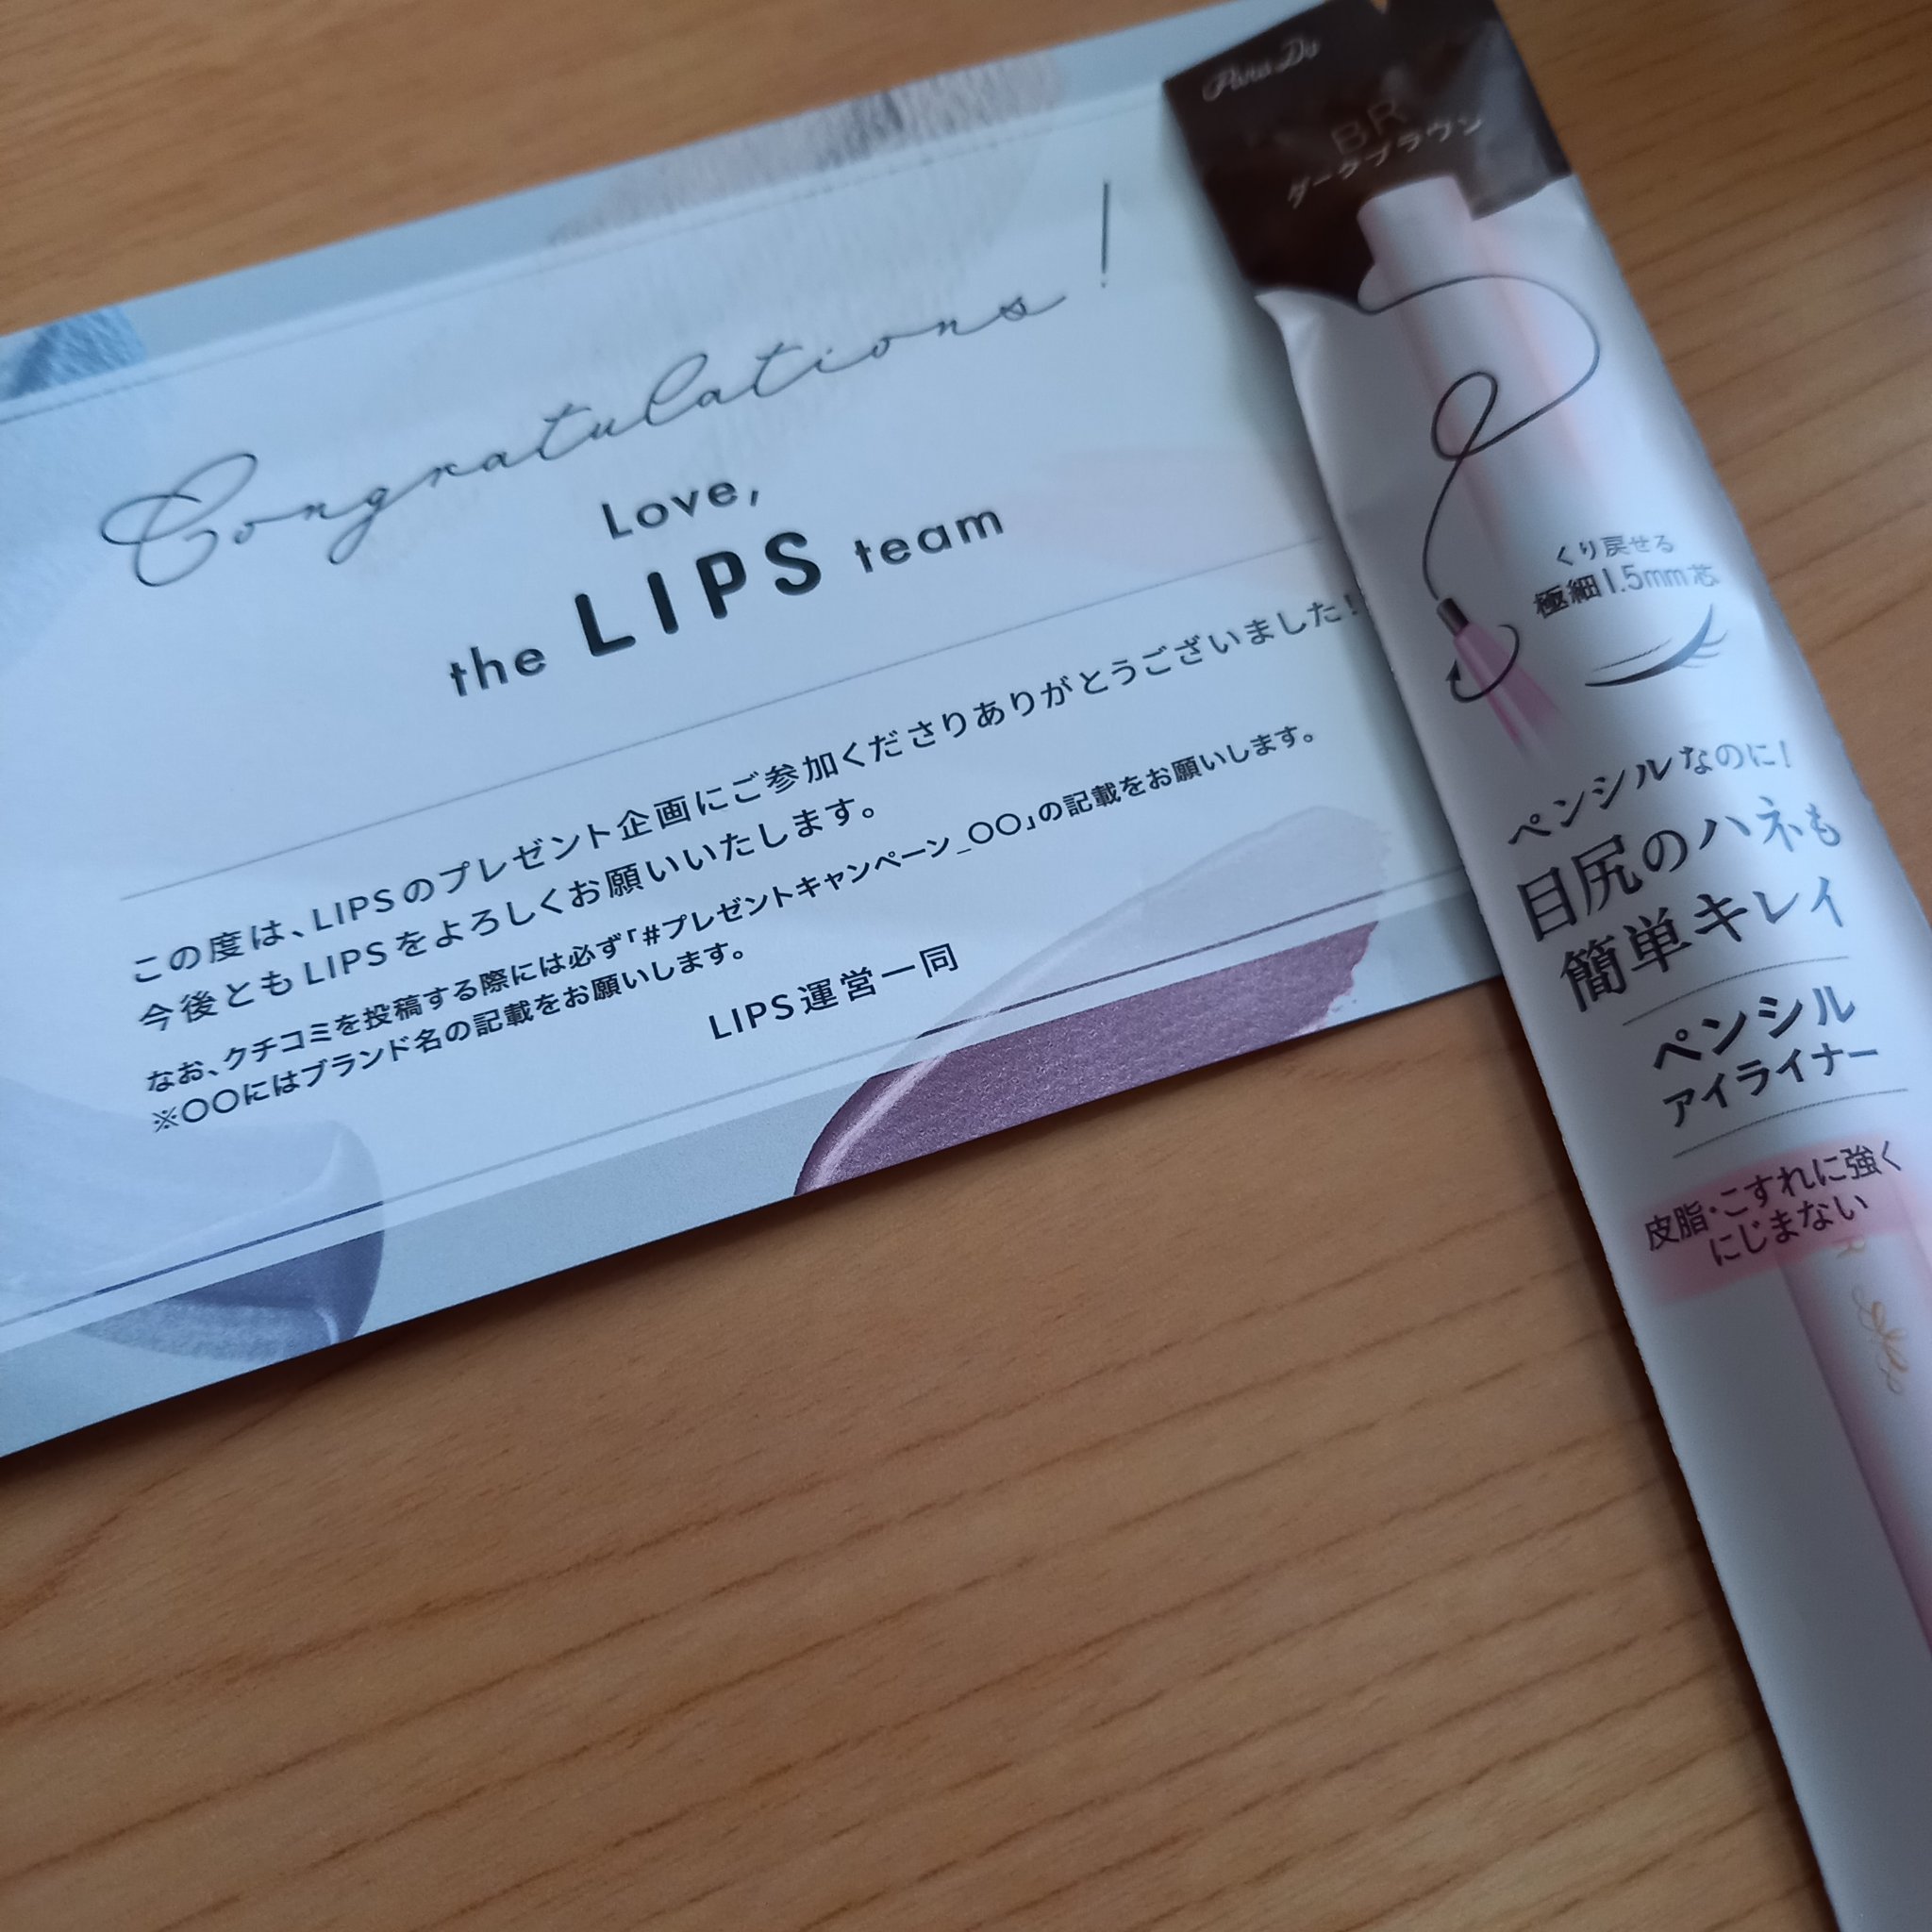 Congratulations!
Love,
the LIPS team
この度は、LIPSのプレゼント企画にご参加くださりありがとうございました!
今後ともLIPSをよろしくお願いいたします。
なお、クチコミを投稿する際には必ず「#プレゼントキャンペーン_〇〇」の記載をお願いします。
※〇〇にはブランド名の記載をお願いします。
LIPS運営一同
Parado
BR
ダークブラウン
くり戻せる
極細1.5mm芯
ペンシルなのに!
目尻のハネも
簡単キレイ
ペンシル
アイライナー
皮脂・こすれに強く
にじまない